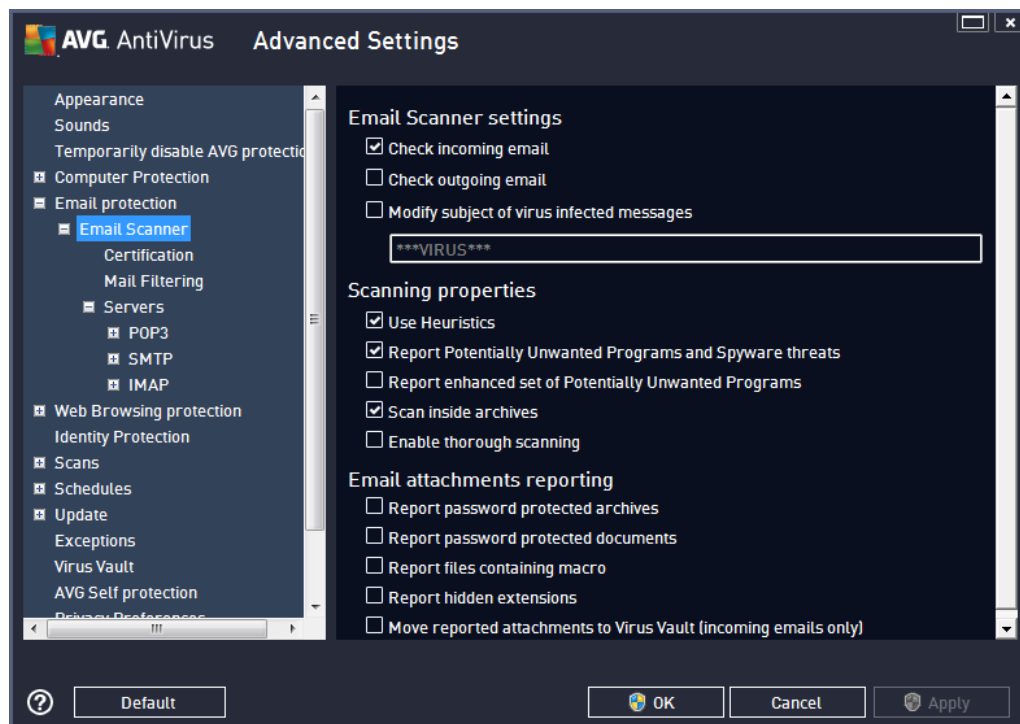 AVG. AntiVirus Advanced Settings
Appearance
Sounds
Temporarily disable AVG protectic
Computer Protection
Email protection
Email Scanner
Certification
Mail Filtering
Servers
POP3
SMTP
IMAP
Web Browsing protection
Identity Protection
Scans
Schedules
Update
Exceptions
Virus Vault
AVG Self protection
Privacy Preferences
Email Scanner settings
Check incoming email
Check outgoing email
Modify subject of virus infected messages
***VIRUS***
Scanning properties
Use Heuristics
Report Potentially Unwanted Programs and Spyware threats
Report enhanced set of Potentially Unwanted Programs
Scan inside archives
Enable thorough scanning
Email attachments reporting
Report password protected archives
Report password protected documents
Report files containing macro
Report hidden extensions
Move reported attachments to Virus Vault (incoming emails only)
? Default OK Cancel Apply